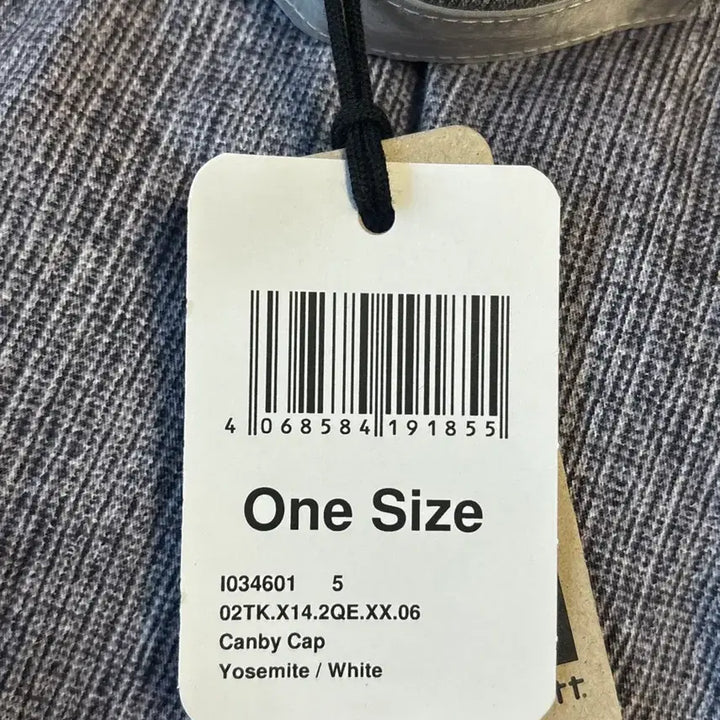 4 068584 191855
One Size
I034601 5
02TK.X14.2QE.XX.06
Canby Cap
Yosemite / White